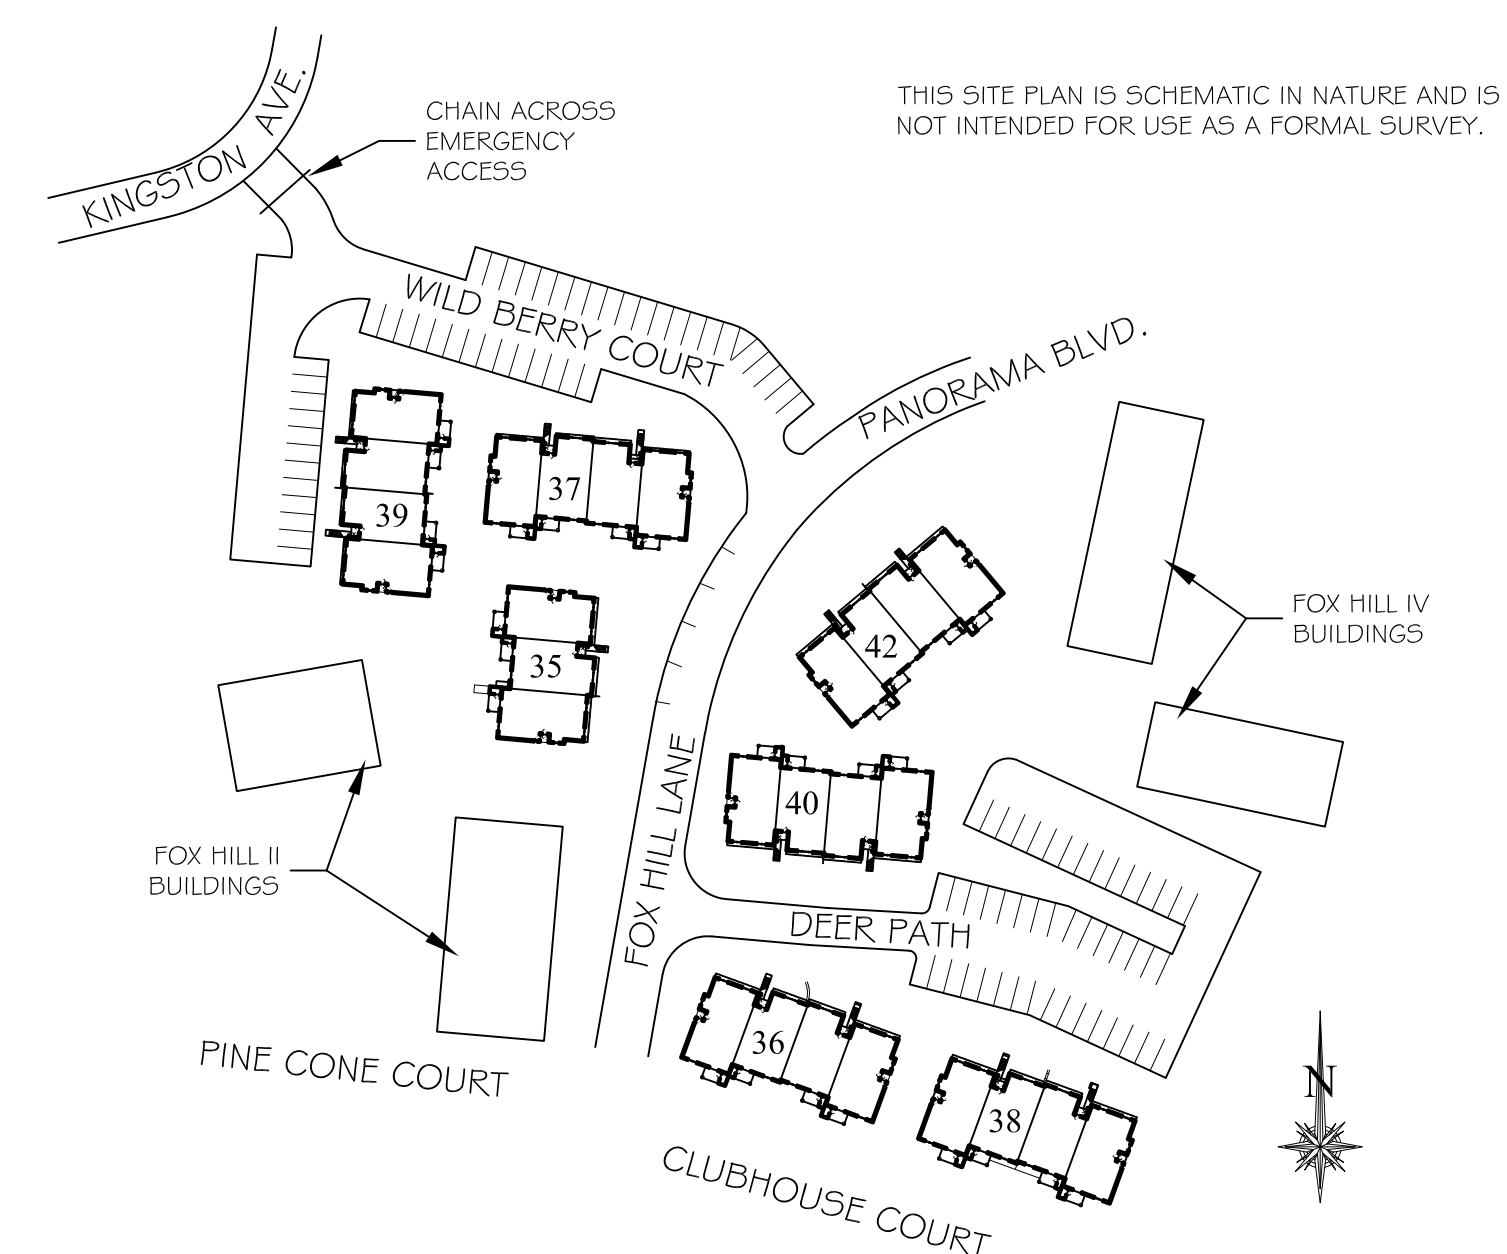 KINGSTON AVE.
CHAIN ACROSS
EMERGENCY
ACCESS
THIS SITE PLAN IS SCHEMATIC IN NATURE AND IS
NOT INTENDED FOR USE AS A FORMAL SURVEY.
WILD BERRY COURT
PANORAMA BLVD.
39
37
35
42
40
FOX HILL IV
BUILDINGS
FOX HILL LANE
FOX HILL II
BUILDINGS
DEER PATH
36
38
PINE CONE COURT
CLUBHOUSE COURT
N